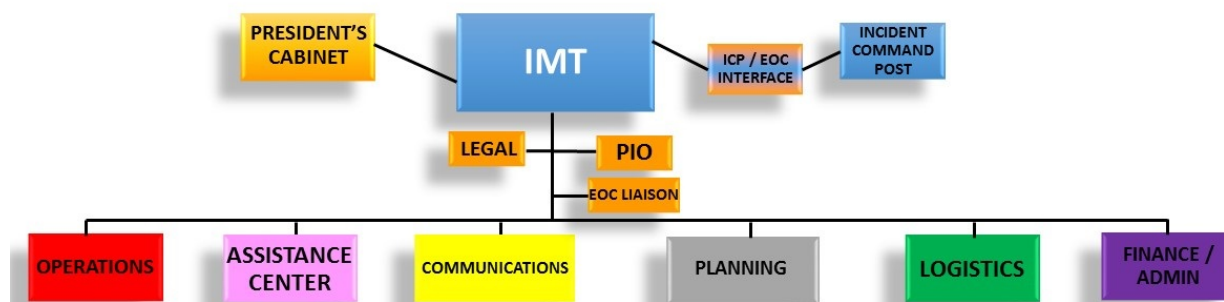 PRESIDENT'S
CABINET
IMT
ICP / EOC
INTERFACE
INCIDENT
COMMAND
POST
LEGAL
PIO
EOC LIAISON
OPERATIONS
ASSISTANCE
CENTER
COMMUNICATIONS
PLANNING
LOGISTICS
FINANCE /
ADMIN